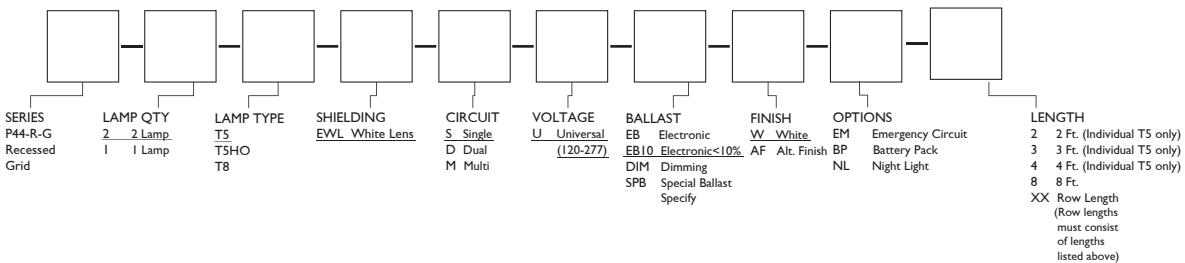 SERIES
P44-R-G
Recessed
Grid
LAMP QTY
2 2 Lamp
1 1 Lamp
LAMP TYPE
T5
T5HO
T8
SHIELDING
EWL White Lens
CIRCUIT
S Single
D Dual
M Multi
VOLTAGE
U Universal
(120-277)
BALLAST
EB Electronic
EB10 Electronic<10%
DIM Dimming
SPB Special Ballast
Specify
FINISH
W White
AF Alt. Finish
OPTIONS
EM Emergency Circuit
BP Battery Pack
NL Night Light
LENGTH
2 2 Ft. (Individual T5 only)
3 3 Ft. (Individual T5 only)
4 4 Ft. (Individual T5 only)
8 8 Ft.
XX Row Length
(Row lengths
must consist
of lengths
listed above)